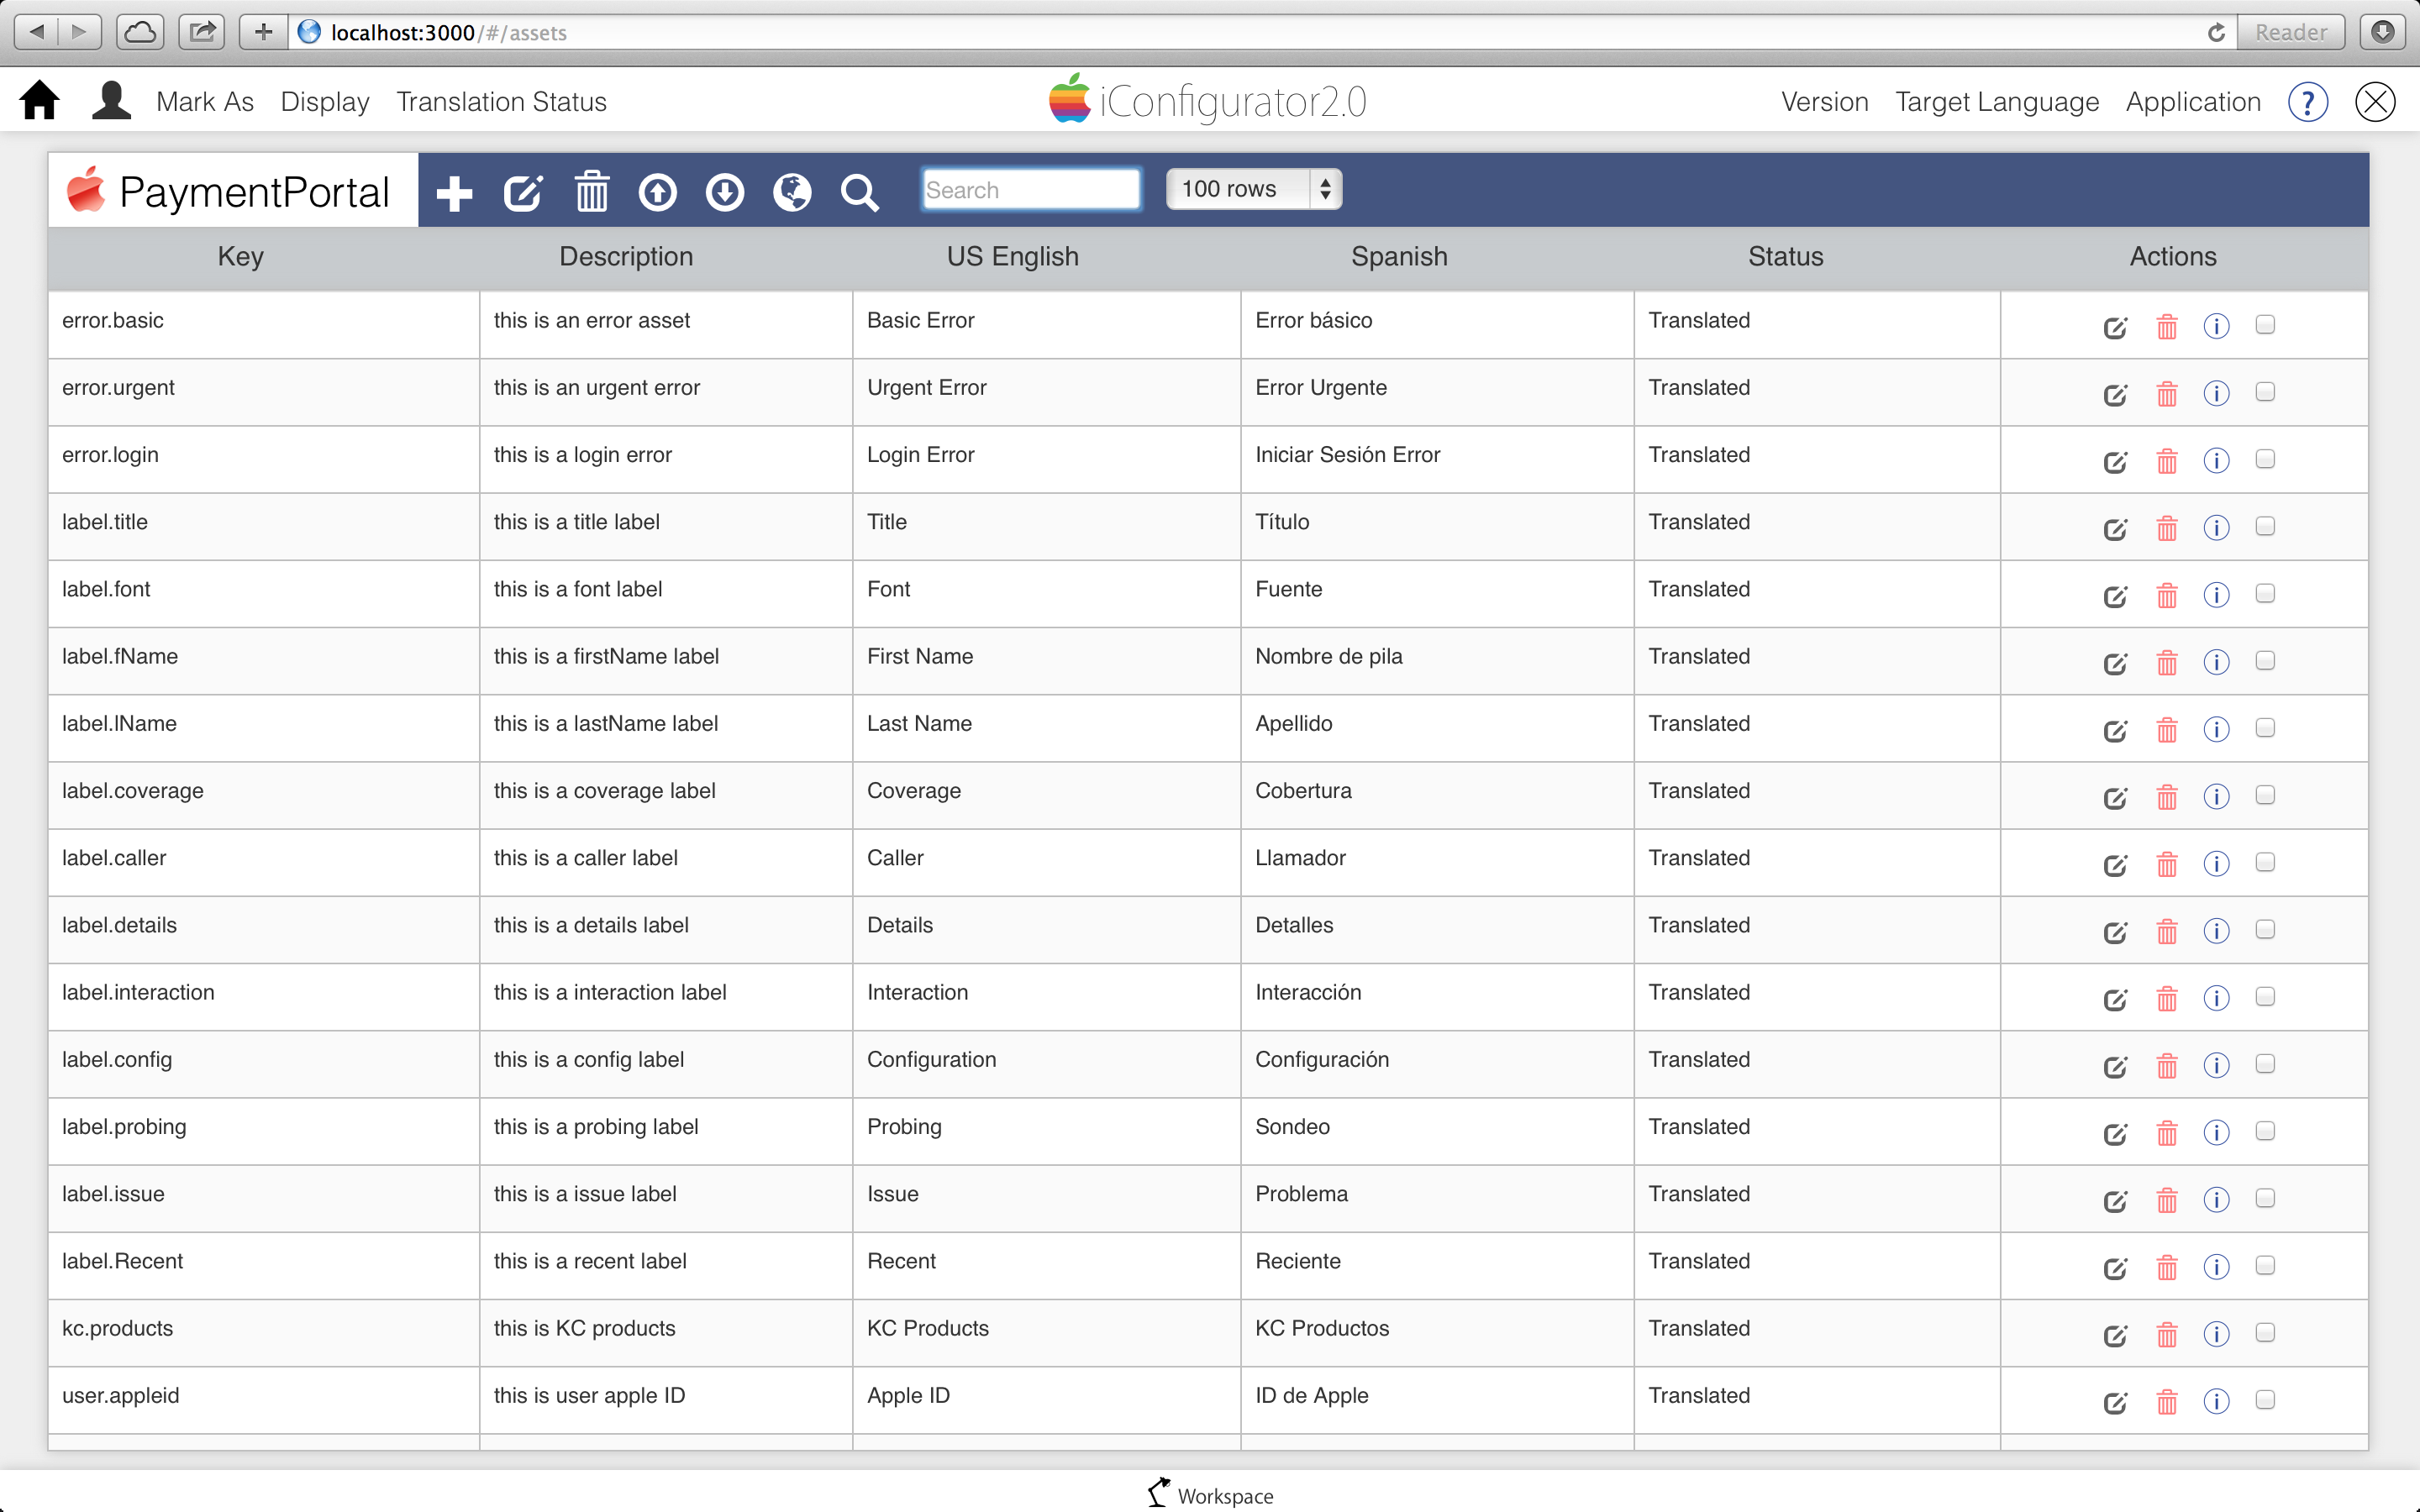 localhost:3000/#/assets Reader
Mark As Display Translation Status iConfigurator2.0 Version Target Language Application ?
PaymentPortal Search 100 rows
Key Description US English Spanish Status Actions
error.basic this is an error asset Basic Error Error básico Translated
error.urgent this is an urgent error Urgent Error Error Urgente Translated
error.login this is a login error Login Error Iniciar Sesión Error Translated
label.title this is a title label Title Título Translated
label.font this is a font label Font Fuente Translated
label.fName this is a firstName label First Name Nombre de pila Translated
label.lName this is a lastName label Last Name Apellido Translated
label.coverage this is a coverage label Coverage Cobertura Translated
label.caller this is a caller label Caller Llamador Translated
label.details this is a details label Details Detalles Translated
label.interaction this is a interaction label Interaction Interacción Translated
label.config this is a config label Configuration Configuración Translated
label.probing this is a probing label Probing Sondeo Translated
label.issue this is a issue label Issue Problema Translated
label.Recent this is a recent label Recent Reciente Translated
kc.products this is KC products KC Products KC Productos Translated
user.appleid this is user apple ID Apple ID ID de Apple Translated
Workspace